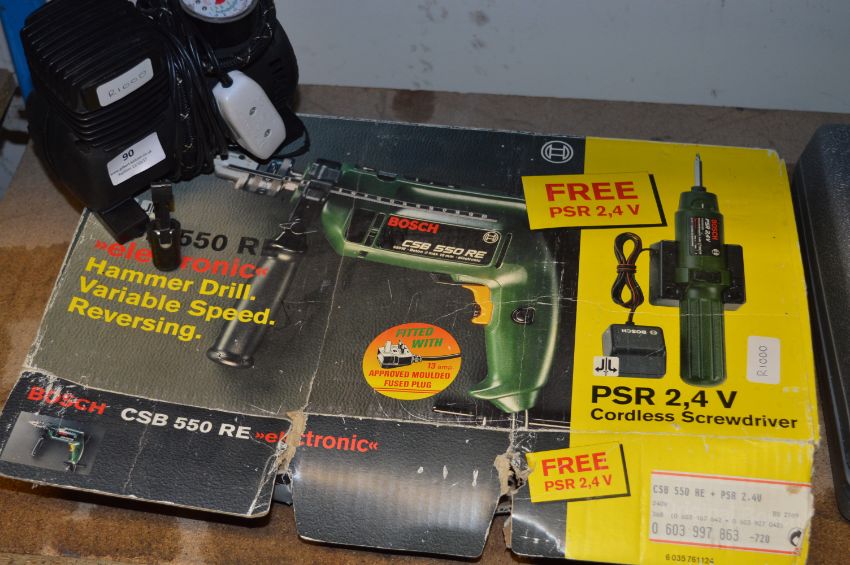 R1000
90
BOSCH
CSB 550 RE
550 RE
»electronic«
Hammer Drill.
Variable Speed.
Reversing.
FITTED
WITH
13 amp.
APPROVED MOULDED
FUSED PLUG
FREE
PSR 2,4 V
BOSCH
PSR 2,4V
BOSCH
R1000
PSR 2,4 V
Cordless Screwdriver
BOSCH CSB 550 RE »electronic«
FREE
PSR 2,4 V
CSB 550 RE + PSR 2.4V
240V
0 603 997 863 -720
6 035 761 124